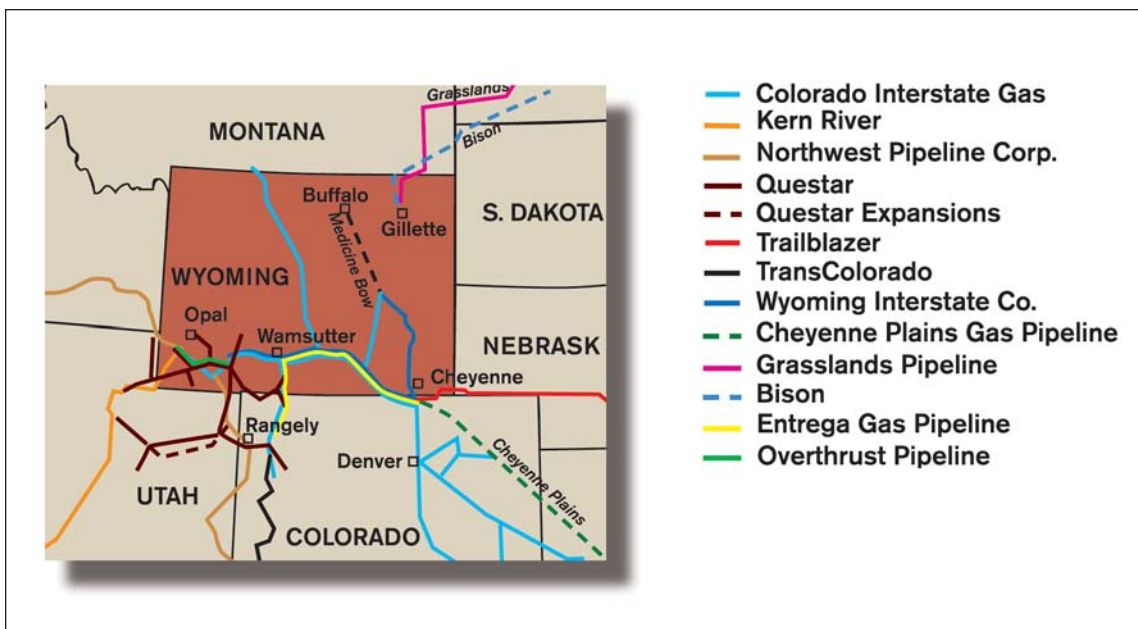 Grasslands
MONTANA
Bison
Buffalo
Gillette
S. DAKOTA
Medicine Bow
WYOMING
Opal
Wamsutter
NEBRASK
Cheyenne
Rangely
Denver
Cheyenne Plains
UTAH
COLORADO
Colorado Interstate Gas
Kern River
Northwest Pipeline Corp.
Questar
Questar Expansions
Trailblazer
TransColorado
Wyoming Interstate Co.
Cheyenne Plains Gas Pipeline
Grasslands Pipeline
Bison
Entrega Gas Pipeline
Overthrust Pipeline